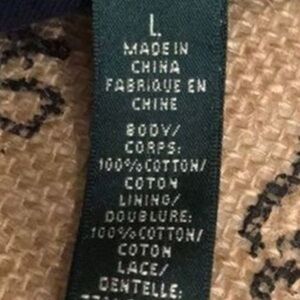 L
MADE IN
CHINA
FABRIQUE EN
CHINE
BODY/
CORPS:
100% COTTON/
COTON
LINING/
DOUBLURE:
100% COTTON/
COTON
LACE/
DENTELLE: